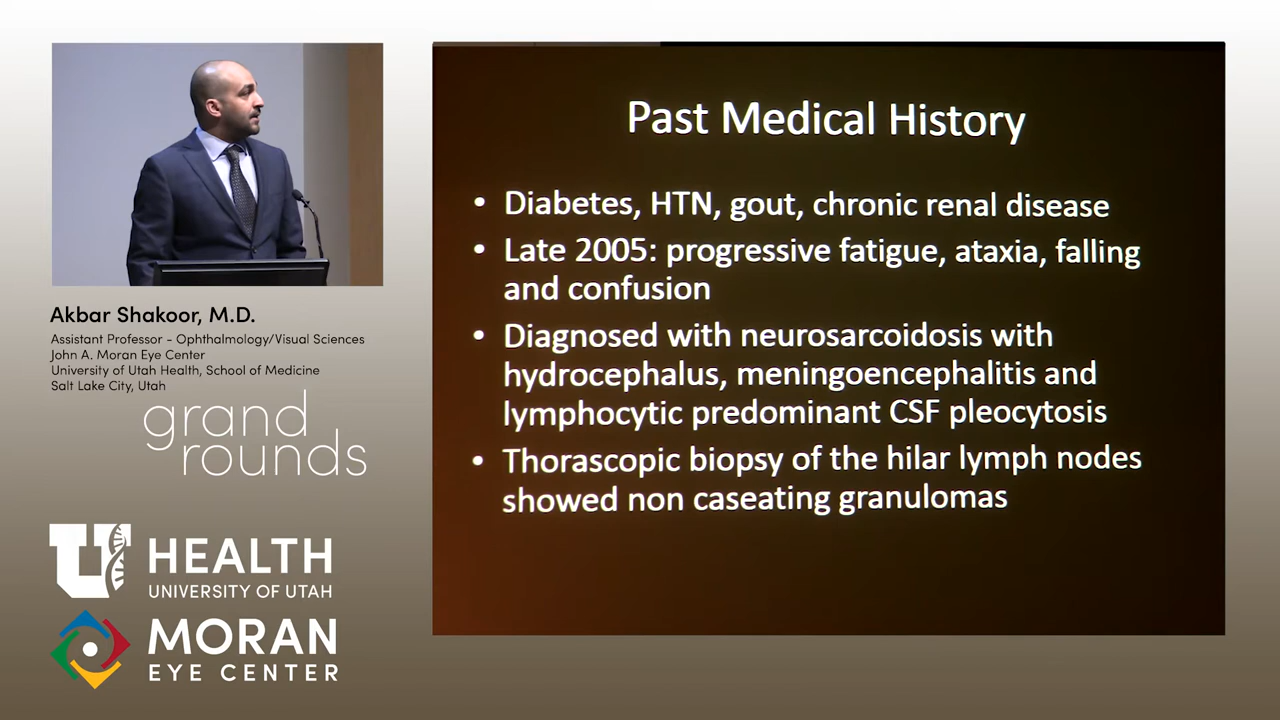 Past Medical History
• Diabetes, HTN, gout, chronic renal disease
• Late 2005: progressive fatigue, ataxia, falling
and confusion
• Diagnosed with neurosarcoidosis with
hydrocephalus, meningoencephalitis and
lymphocytic predominant CSF pleocytosis
• Thorascopic biopsy of the hilar lymph nodes
showed non caseating granulomas
Akbar Shakoor, M.D.
Assistant Professor - Ophthalmology/Visual Sciences
John A. Moran Eye Center
University of Utah Health, School of Medicine
Salt Lake City, Utah
grand
rounds
U HEALTH
UNIVERSITY OF UTAH
MORAN
EYE CENTER